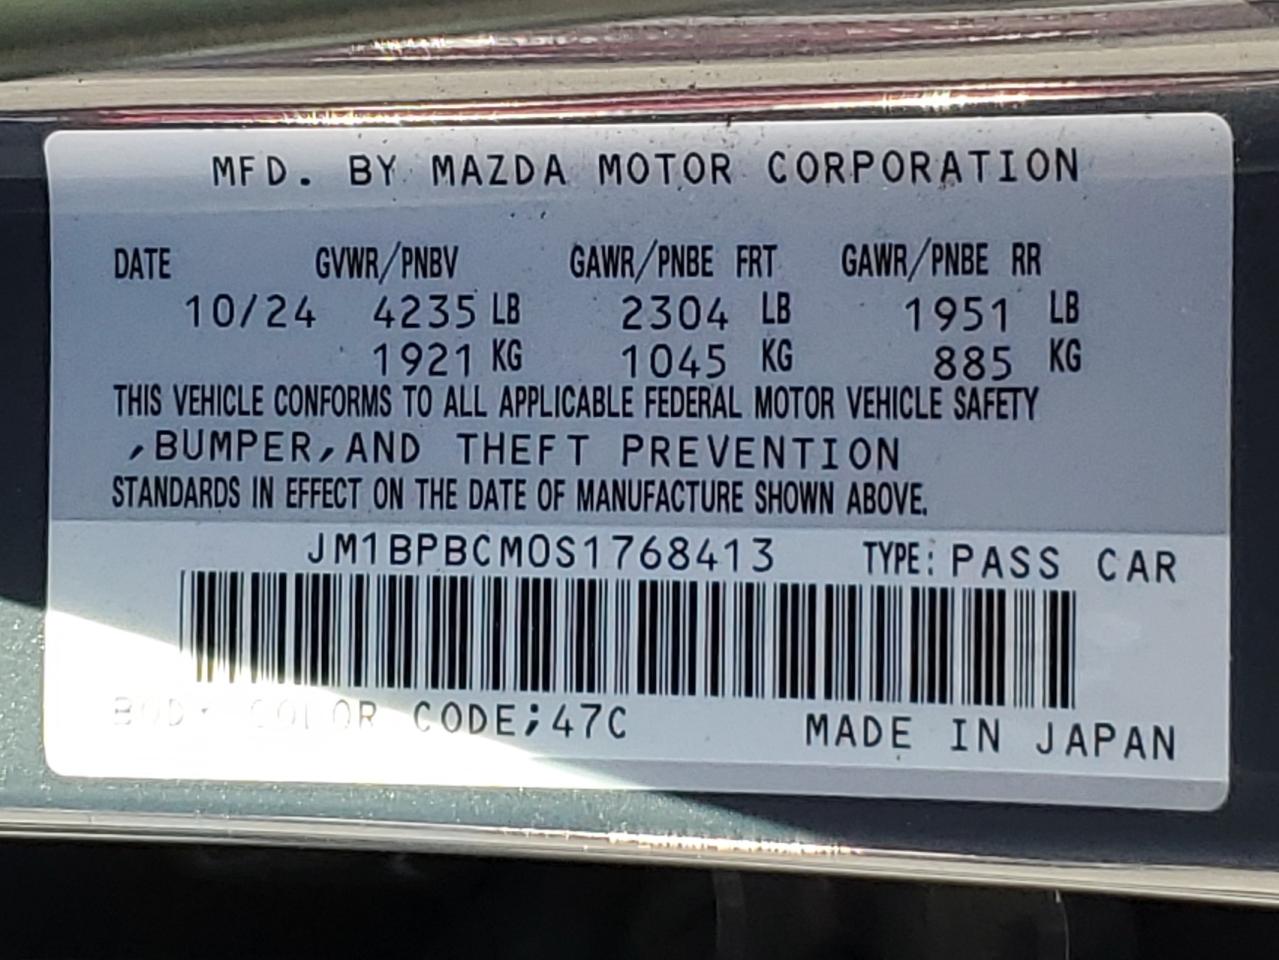 MFD. BY MAZDA MOTOR CORPORATION
DATE GVWR/PNBV GAWR/PNBE FRT GAWR/PNBE RR
10/24 4235 LB 2304 LB 1951 LB
1921 KG 1045 KG 885 KG
THIS VEHICLE CONFORMS TO ALL APPLICABLE FEDERAL MOTOR VEHICLE SAFETY
,BUMPER,AND THEFT PREVENTION
STANDARDS IN EFFECT ON THE DATE OF MANUFACTURE SHOWN ABOVE.
JM1BPBCM0S1768413 TYPE: PASS CAR
BODY COLOR CODE;47C MADE IN JAPAN